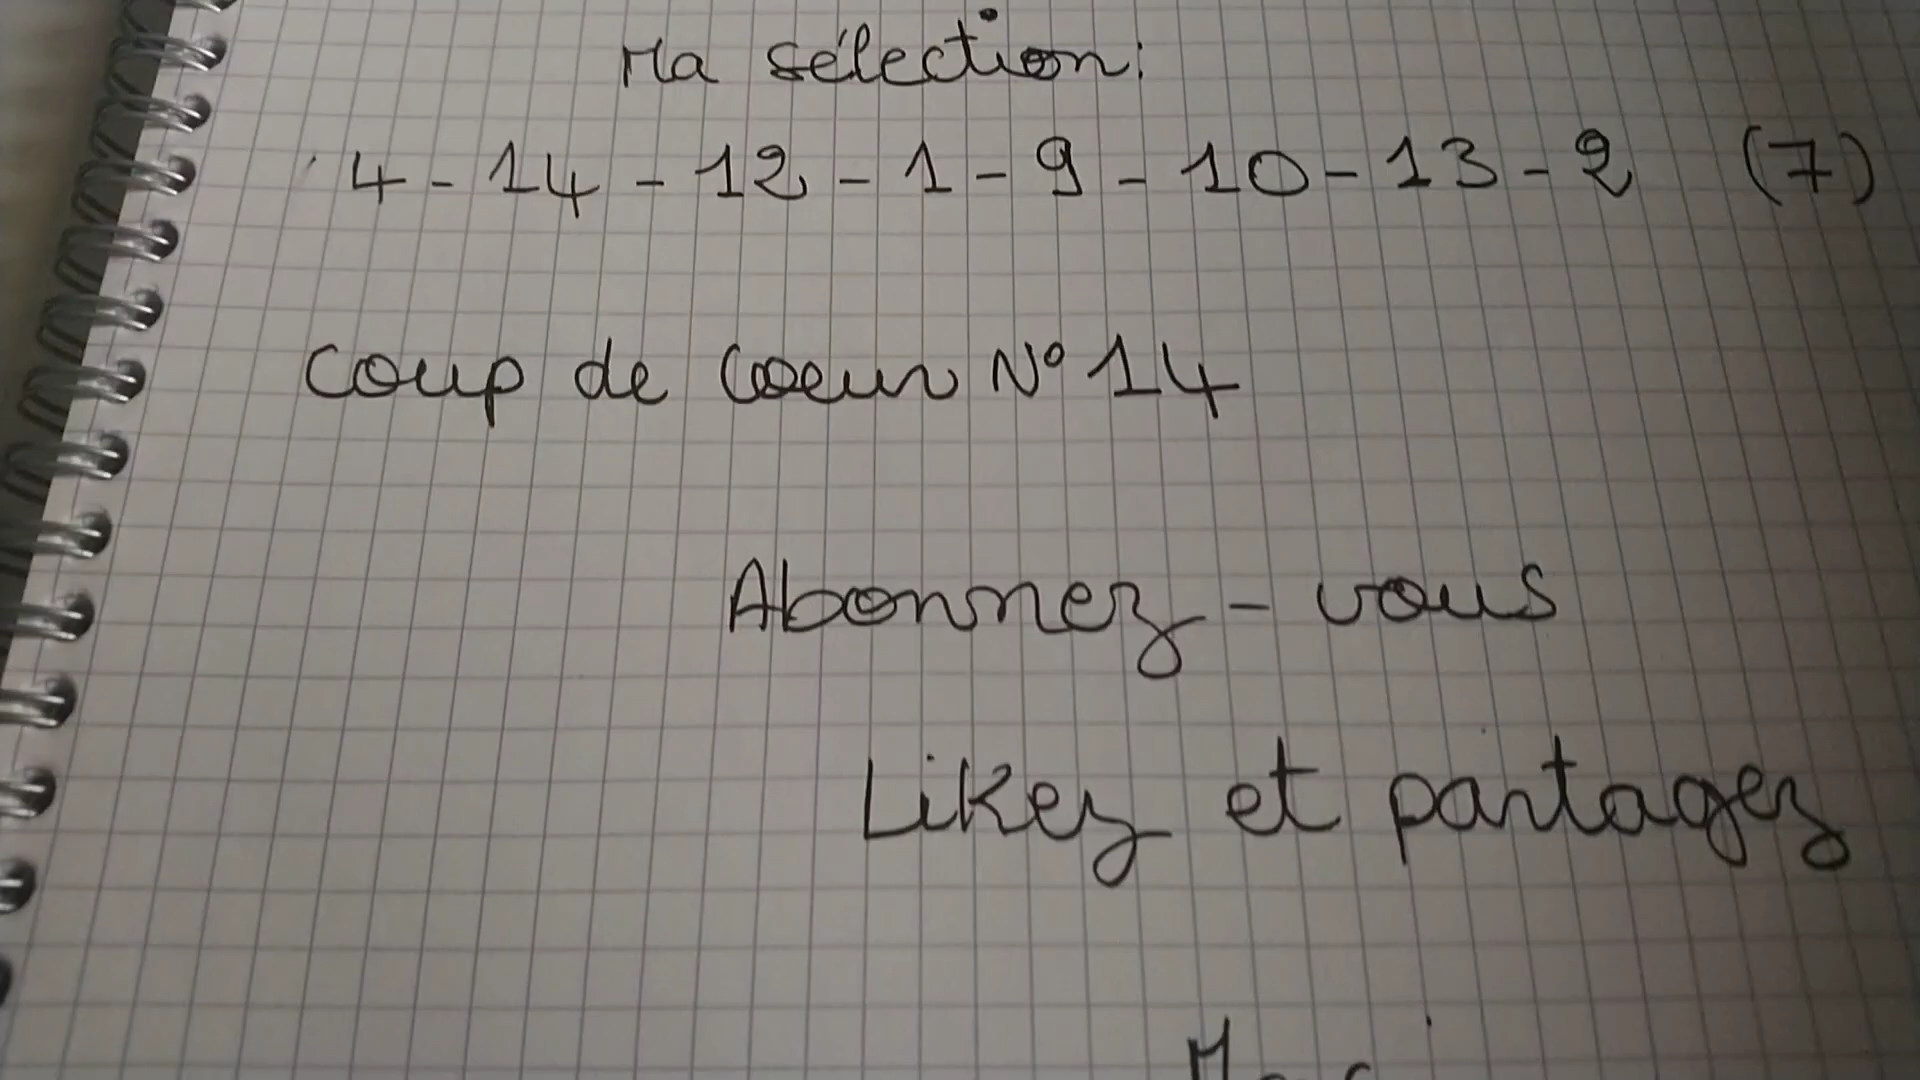 Ma sélection:
4 - 14 - 12 - 1 - 9 - 10 - 13 - 2 (7)
Coup de Coeur N° 14
Abonnez - vous
Likez et partagez